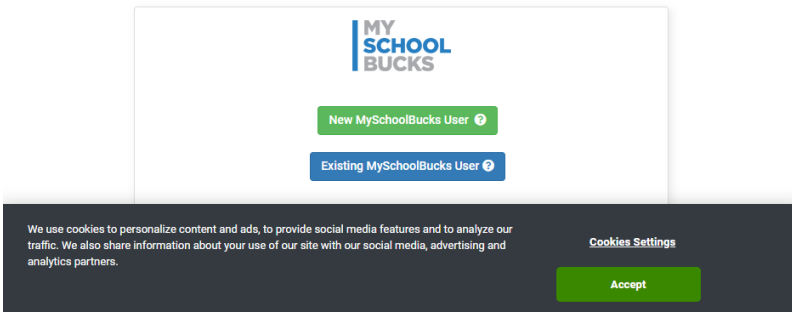 MY
SCHOOL
BUCKS
New MySchoolBucks User ?
Existing MySchoolBucks User ?
We use cookies to personalize content and ads, to provide social media features and to analyze our
traffic. We also share information about your use of our site with our social media, advertising and
analytics partners.
Cookies Settings
Accept